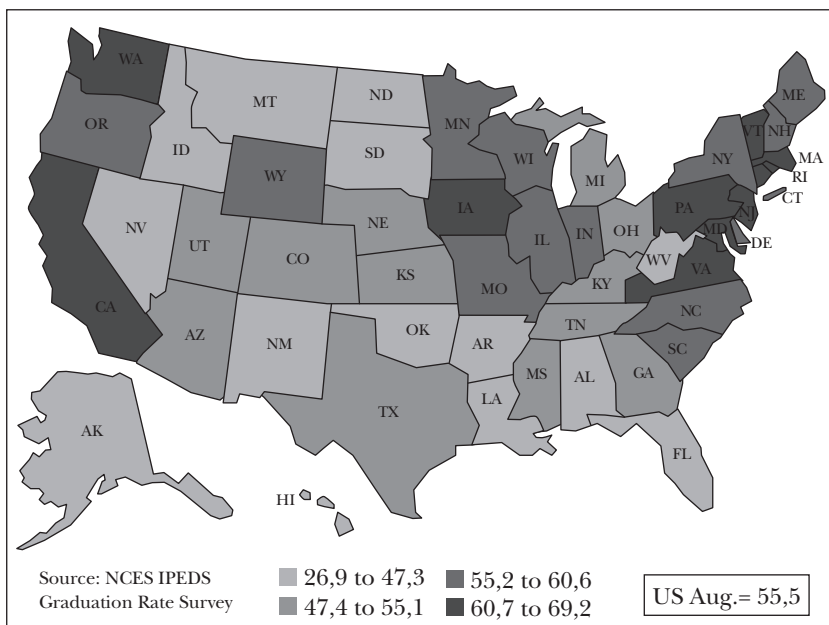 WA
MT
ND
MN
ME
OR
ID
SD
WI
MI
NY
VT
NH
MA
RI
CT
WY
IA
PA
NJ
NV
UT
NE
IL
IN
OH
MD
DE
CO
KS
MO
WV
VA
KY
CA
AZ
NM
OK
AR
TN
NC
SC
TX
LA
MS
AL
GA
AK
HI
FL
Source: NCES IPEDS
Graduation Rate Survey
26,9 to 47,3
47,4 to 55,1
55,2 to 60,6
60,7 to 69,2
US Aug.= 55,5